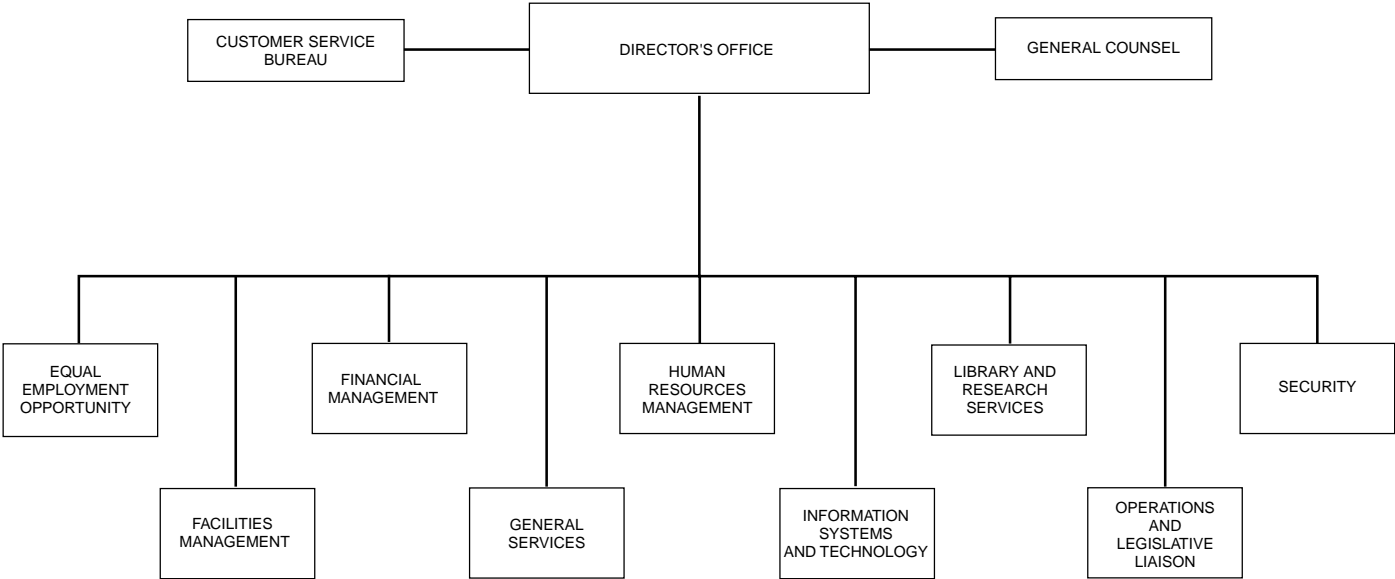 CUSTOMER SERVICE
BUREAU
DIRECTOR'S OFFICE
GENERAL COUNSEL
EQUAL
EMPLOYMENT
OPPORTUNITY
FINANCIAL
MANAGEMENT
HUMAN
RESOURCES
MANAGEMENT
LIBRARY AND
RESEARCH
SERVICES
SECURITY
FACILITIES
MANAGEMENT
GENERAL
SERVICES
INFORMATION
SYSTEMS
AND TECHNOLOGY
OPERATIONS
AND
LEGISLATIVE
LIAISON